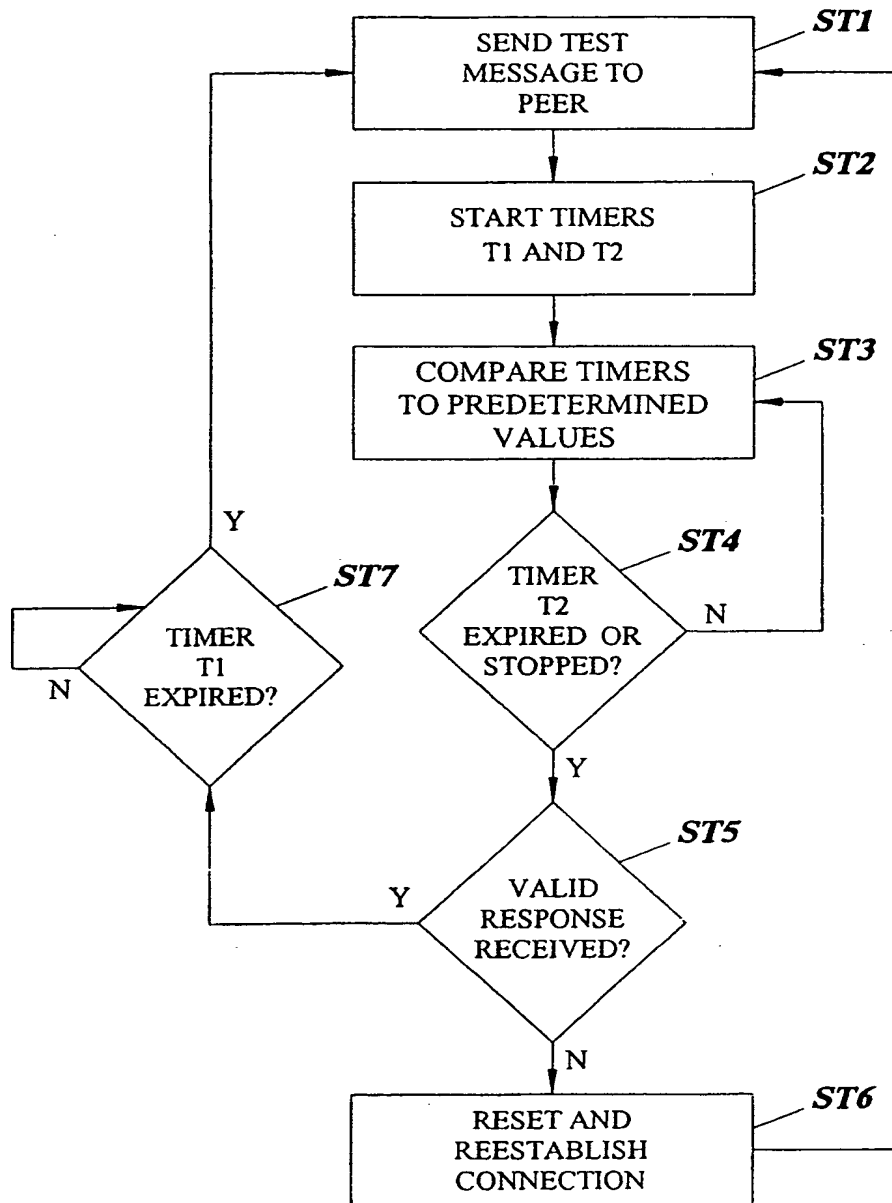 SEND TEST
MESSAGE TO
PEER
ST1
START TIMERS
T1 AND T2
ST2
COMPARE TIMERS
TO PREDETERMINED
VALUES
ST3
TIMER
T2
EXPIRED OR
STOPPED?
ST4
N
Y
VALID
RESPONSE
RECEIVED?
ST5
Y
N
TIMER
T1
EXPIRED?
ST7
Y
N
RESET AND
REESTABLISH
CONNECTION
ST6